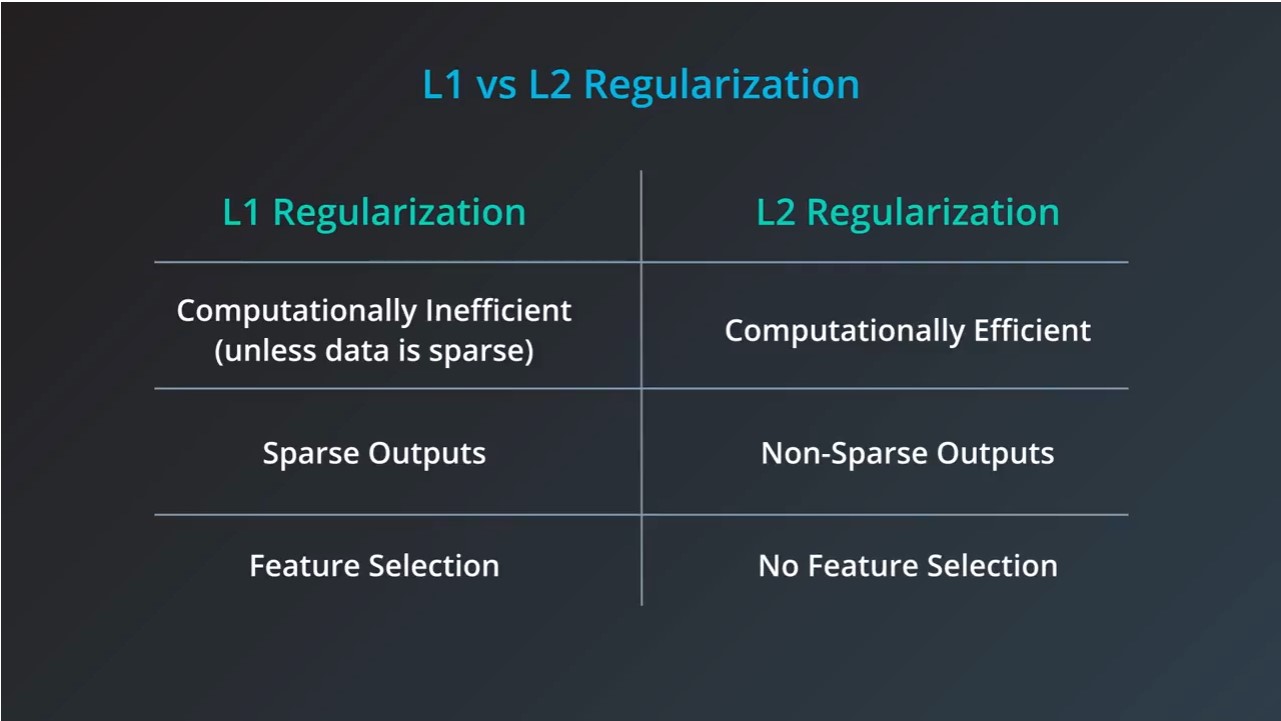 L1 vs L2 Regularization
L1 Regularization
L2 Regularization
Computationally Inefficient
(unless data is sparse)
Computationally Efficient
Sparse Outputs
Non-Sparse Outputs
Feature Selection
No Feature Selection